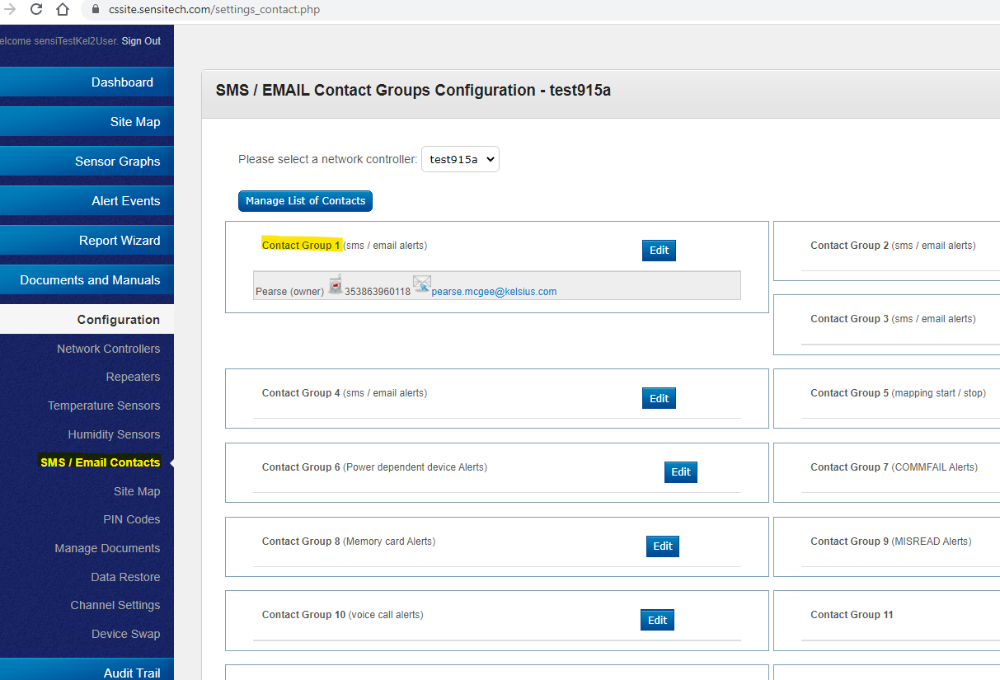 cssite.sensitech.com/settings_contact.php
elcome sensiTestKel2User. Sign Out
Dashboard
Site Map
Sensor Graphs
Alert Events
Report Wizard
Documents and Manuals
Configuration
Network Controllers
Repeaters
Temperature Sensors
Humidity Sensors
SMS / Email Contacts
Site Map
PIN Codes
Manage Documents
Data Restore
Channel Settings
Device Swap
Audit Trail
SMS / EMAIL Contact Groups Configuration - test915a
Please select a network controller: test915a
Manage List of Contacts
Contact Group 1 (sms / email alerts)
Edit
Pearse (owner) 353863960118 pearse.mcgee@kelsius.com
Contact Group 2 (sms / email alerts)
Contact Group 3 (sms / email alerts)
Contact Group 4 (sms / email alerts)
Edit
Contact Group 5 (mapping start / stop)
Contact Group 6 (Power dependent device Alerts)
Edit
Contact Group 7 (COMMFAIL Alerts)
Contact Group 8 (Memory card Alerts)
Edit
Contact Group 9 (MISREAD Alerts)
Contact Group 10 (voice call alerts)
Edit
Contact Group 11